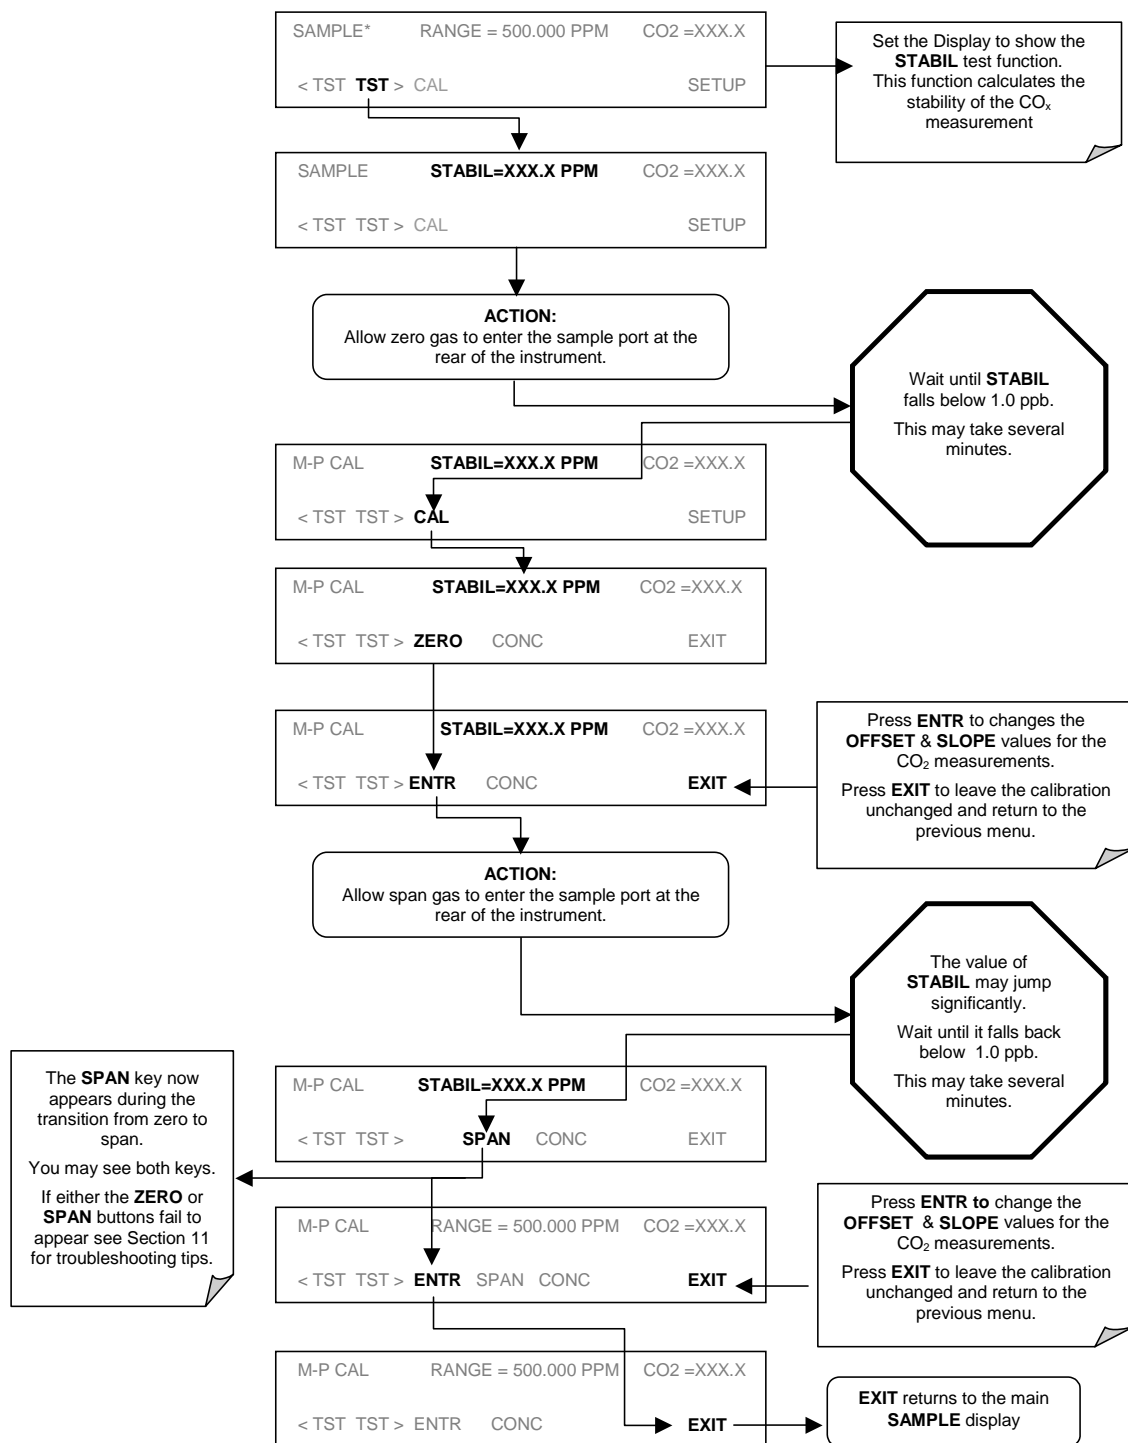 SAMPLE* RANGE = 500.000 PPM CO2 =XXX.X
< TST TST > CAL SETUP
Set the Display to show the
STABIL test function.
This function calculates the
stability of the COx
measurement
SAMPLE STABIL=XXX.X PPM CO2 =XXX.X
< TST TST > CAL SETUP
ACTION:
Allow zero gas to enter the sample port at the
rear of the instrument.
Wait until STABIL
falls below 1.0 ppb.
This may take several
minutes.
M-P CAL STABIL=XXX.X PPM CO2 =XXX.X
< TST TST > CAL SETUP
M-P CAL STABIL=XXX.X PPM CO2 =XXX.X
< TST TST > ZERO CONC EXIT
M-P CAL STABIL=XXX.X PPM CO2 =XXX.X
< TST TST > ENTR CONC EXIT
Press ENTR to changes the
OFFSET & SLOPE values for the
CO2 measurements.
Press EXIT to leave the calibration
unchanged and return to the
previous menu.
ACTION:
Allow span gas to enter the sample port at the
rear of the instrument.
The value of
STABIL may jump
significantly.
Wait until it falls back
below 1.0 ppb.
This may take several
minutes.
The SPAN key now
appears during the
transition from zero to
span.
You may see both keys.
If either the ZERO or
SPAN buttons fail to
appear see Section 11
for troubleshooting tips.
M-P CAL STABIL=XXX.X PPM CO2 =XXX.X
< TST TST > SPAN CONC EXIT
M-P CAL RANGE = 500.000 PPM CO2 =XXX.X
< TST TST > ENTR SPAN CONC EXIT
Press ENTR to change the
OFFSET & SLOPE values for the
CO2 measurements.
Press EXIT to leave the calibration
unchanged and return to the
previous menu.
M-P CAL RANGE = 500.000 PPM CO2 =XXX.X
< TST TST > ENTR CONC EXIT
EXIT returns to the main
SAMPLE display